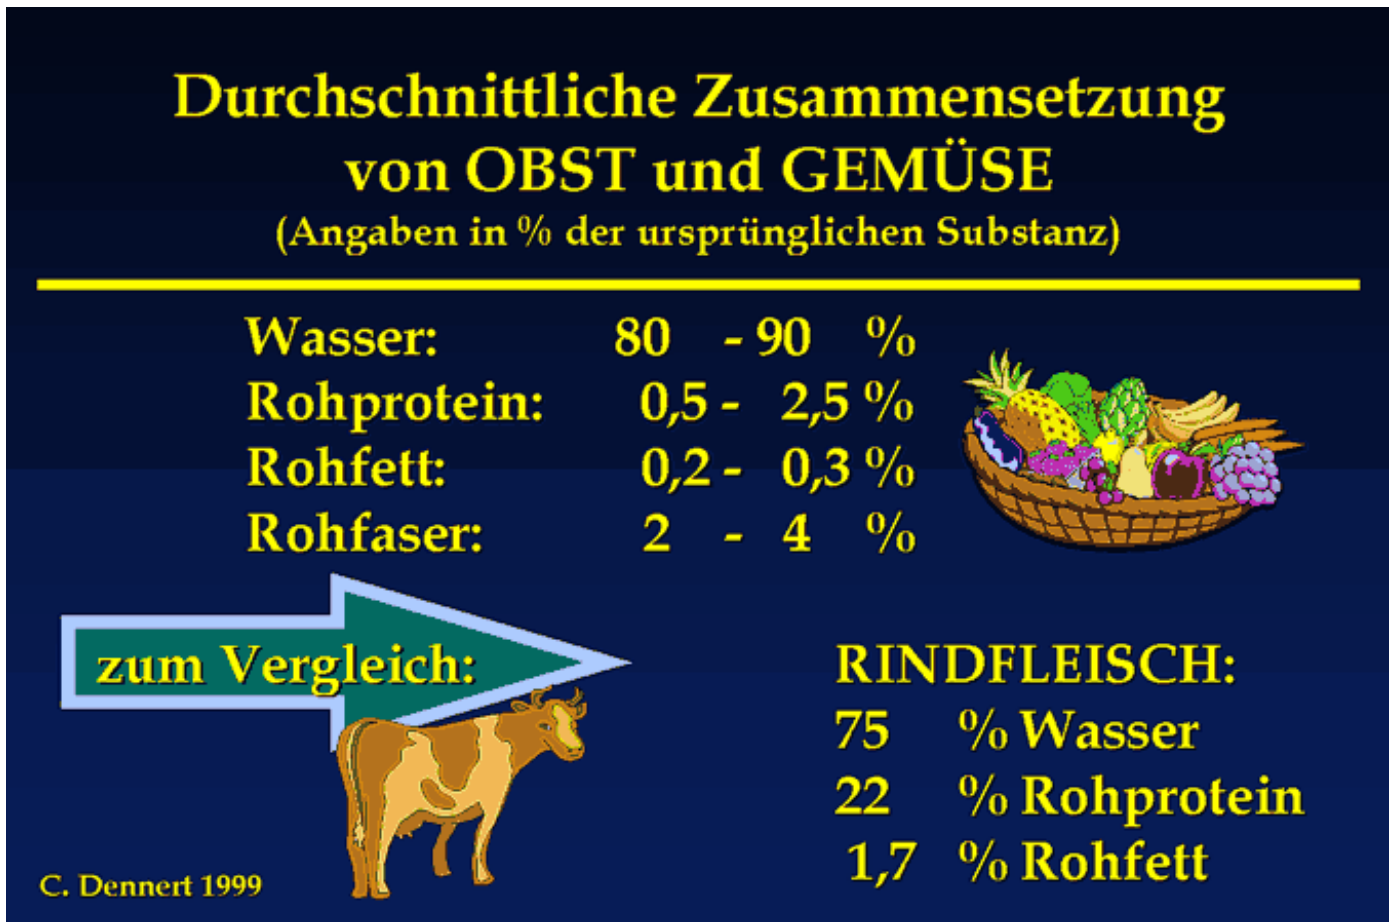 Durchschnittliche Zusammensetzung
von OBST und GEMÜSE
(Angaben in % der ursprünglichen Substanz)
Wasser: 80 - 90 %
Rohprotein: 0,5 - 2,5 %
Rohfett: 0,2 - 0,3 %
Rohfaser: 2 - 4 %
zum Vergleich:
RINDFLEISCH:
75 % Wasser
22 % Rohprotein
1,7 % Rohfett
C. Dennert 1999